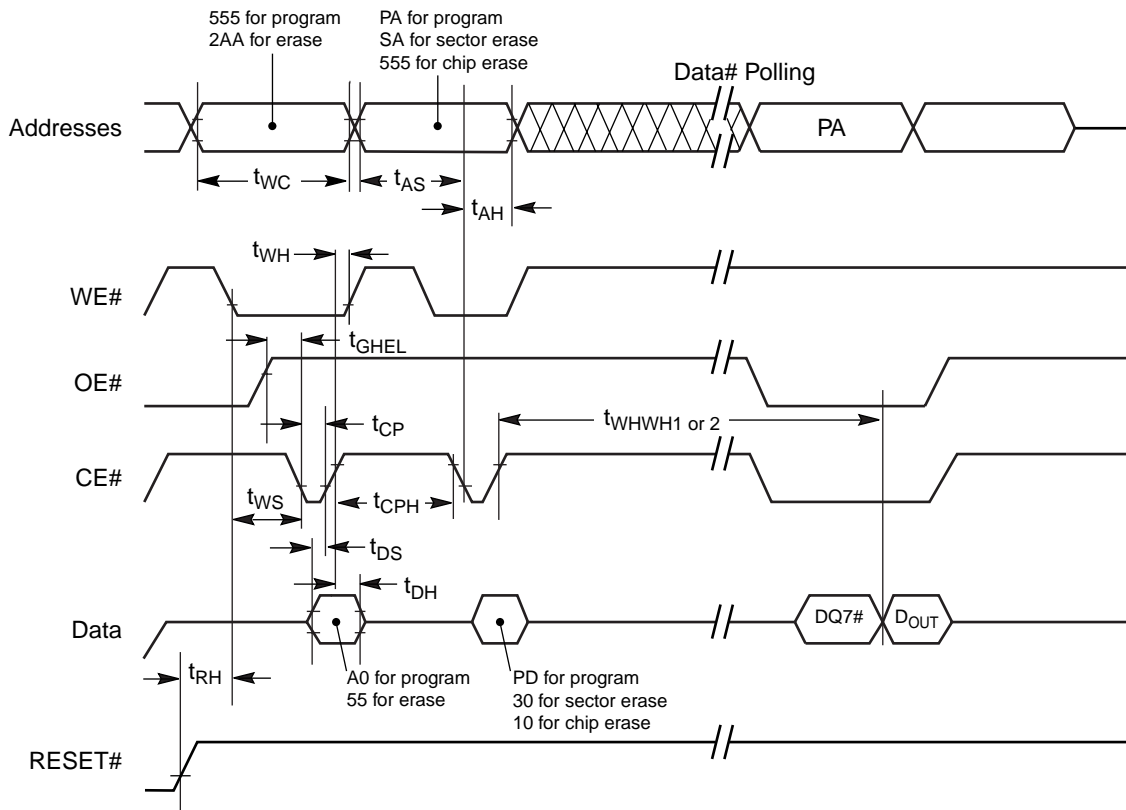 555 for program
2AA for erase
PA for program
SA for sector erase
555 for chip erase
Data# Polling
Addresses
PA
tWC
tAS
tAH
tWH
WE#
tGHEL
OE#
tWHWH1 or 2
tCP
CE#
tWS
tCPH
tDS
tDH
Data
DQ7#
DOUT
tRH
A0 for program
55 for erase
PD for program
30 for sector erase
10 for chip erase
RESET#